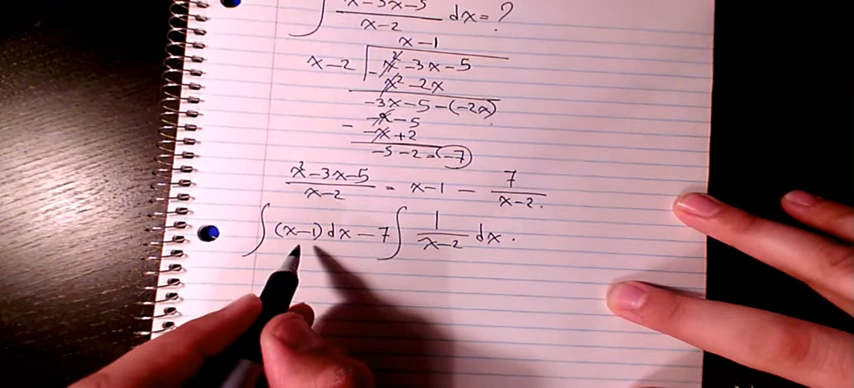 ∫ x²-3x-5 / x-2 dx = ?
x-1
x-2 | x²-3x-5
- x²-2x
-3x-5-(-2x)
-x-5
- -x+2
-5-2=-7
x²-3x-5 / x-2 = x-1 - 7 / x-2.
∫(x-1)dx - 7∫ 1 / x-2 dx.